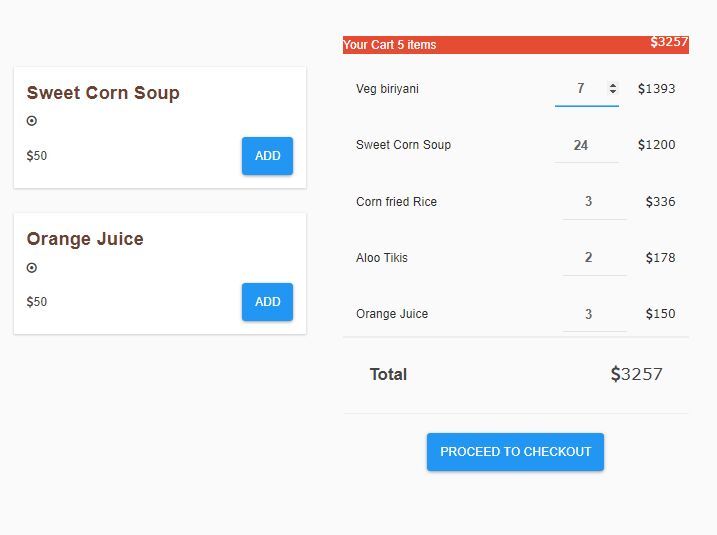 Sweet Corn Soup
$50
ADD
Orange Juice
$50
ADD
Your Cart 5 items $3257
Veg biriyani 7 $1393
Sweet Corn Soup 24 $1200
Corn fried Rice 3 $336
Aloo Tikis 2 $178
Orange Juice 3 $150
Total $3257
PROCEED TO CHECKOUT